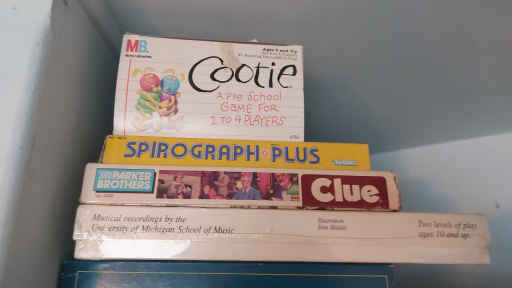 MB
Cootie
A Pre School
Game For
2 to 4 Players
SPIROGRAPH PLUS
PARKER
BROTHERS
Clue
Musical recordings by the
University of Michigan School of Music
Two levels of play
ages 10 and up.